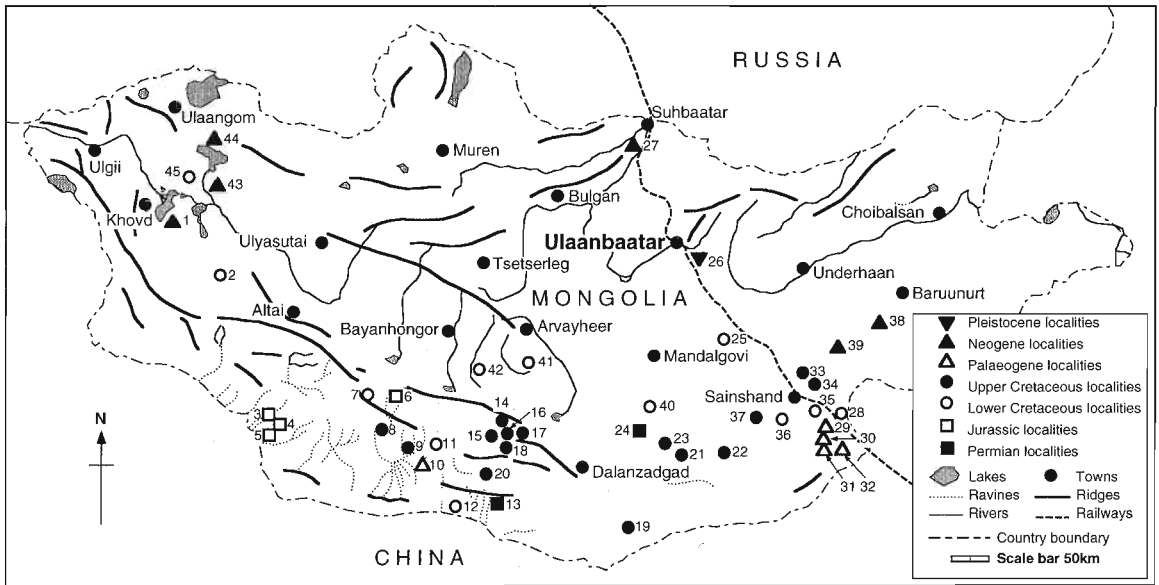 RUSSIA
Suhbaatar
27
Ulaangom
44
Ulgii
Muren
45
43
Bulgan
Khovd
1
Choibalsan
Ulyasutai
Ulaanbaatar
26
Tsetserleg
Underhaan
2
MONGOLIA
Baruunurt
Altai
Bayanhongor
Arvayheer
38
25
39
Mandalgovi
42
41
33
34
7
6
Sainshand
35
3
4
5
14
16
40
37
28
8
15
17
24
36
29
30
N
9
11
18
23
21
22
10
20
Dalanzadgad
31
32
12
13
19
CHINA
Pleistocene localities
Neogene localities
Palaeogene localities
Upper Cretaceous localities
Lower Cretaceous localities
Jurassic localities
Permian localities
Lakes
Towns
Ravines
Ridges
Rivers
Railways
Country boundary
Scale bar 50km